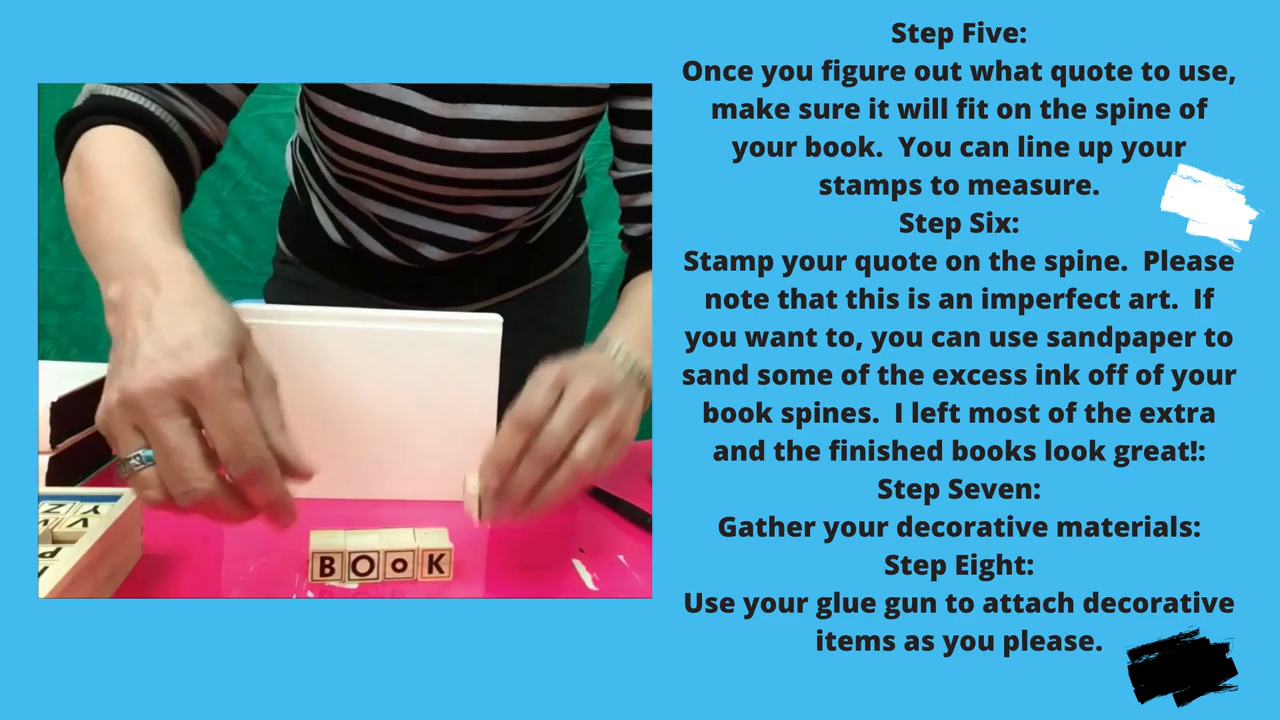 Step Five:
Once you figure out what quote to use,
make sure it will fit on the spine of
your book.  You can line up your
stamps to measure.
Step Six:
Stamp your quote on the spine.  Please
note that this is an imperfect art.  If
you want to, you can use sandpaper to
sand some of the excess ink off of your
book spines.  I left most of the extra
and the finished books look great!:
Step Seven:
Gather your decorative materials:
Step Eight:
Use your glue gun to attach decorative
items as you please.
BOoK
Z Y
V
P